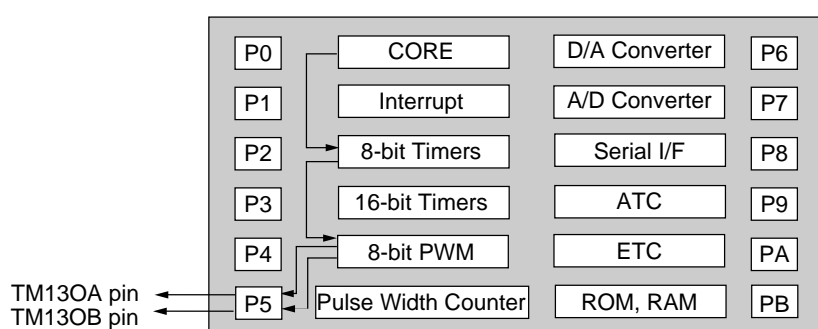 P0 CORE D/A Converter P6
P1 Interrupt A/D Converter P7
P2 8-bit Timers Serial I/F P8
P3 16-bit Timers ATC P9
P4 8-bit PWM ETC PA
TM13OA pin P5 Pulse Width Counter ROM, RAM PB
TM13OB pin